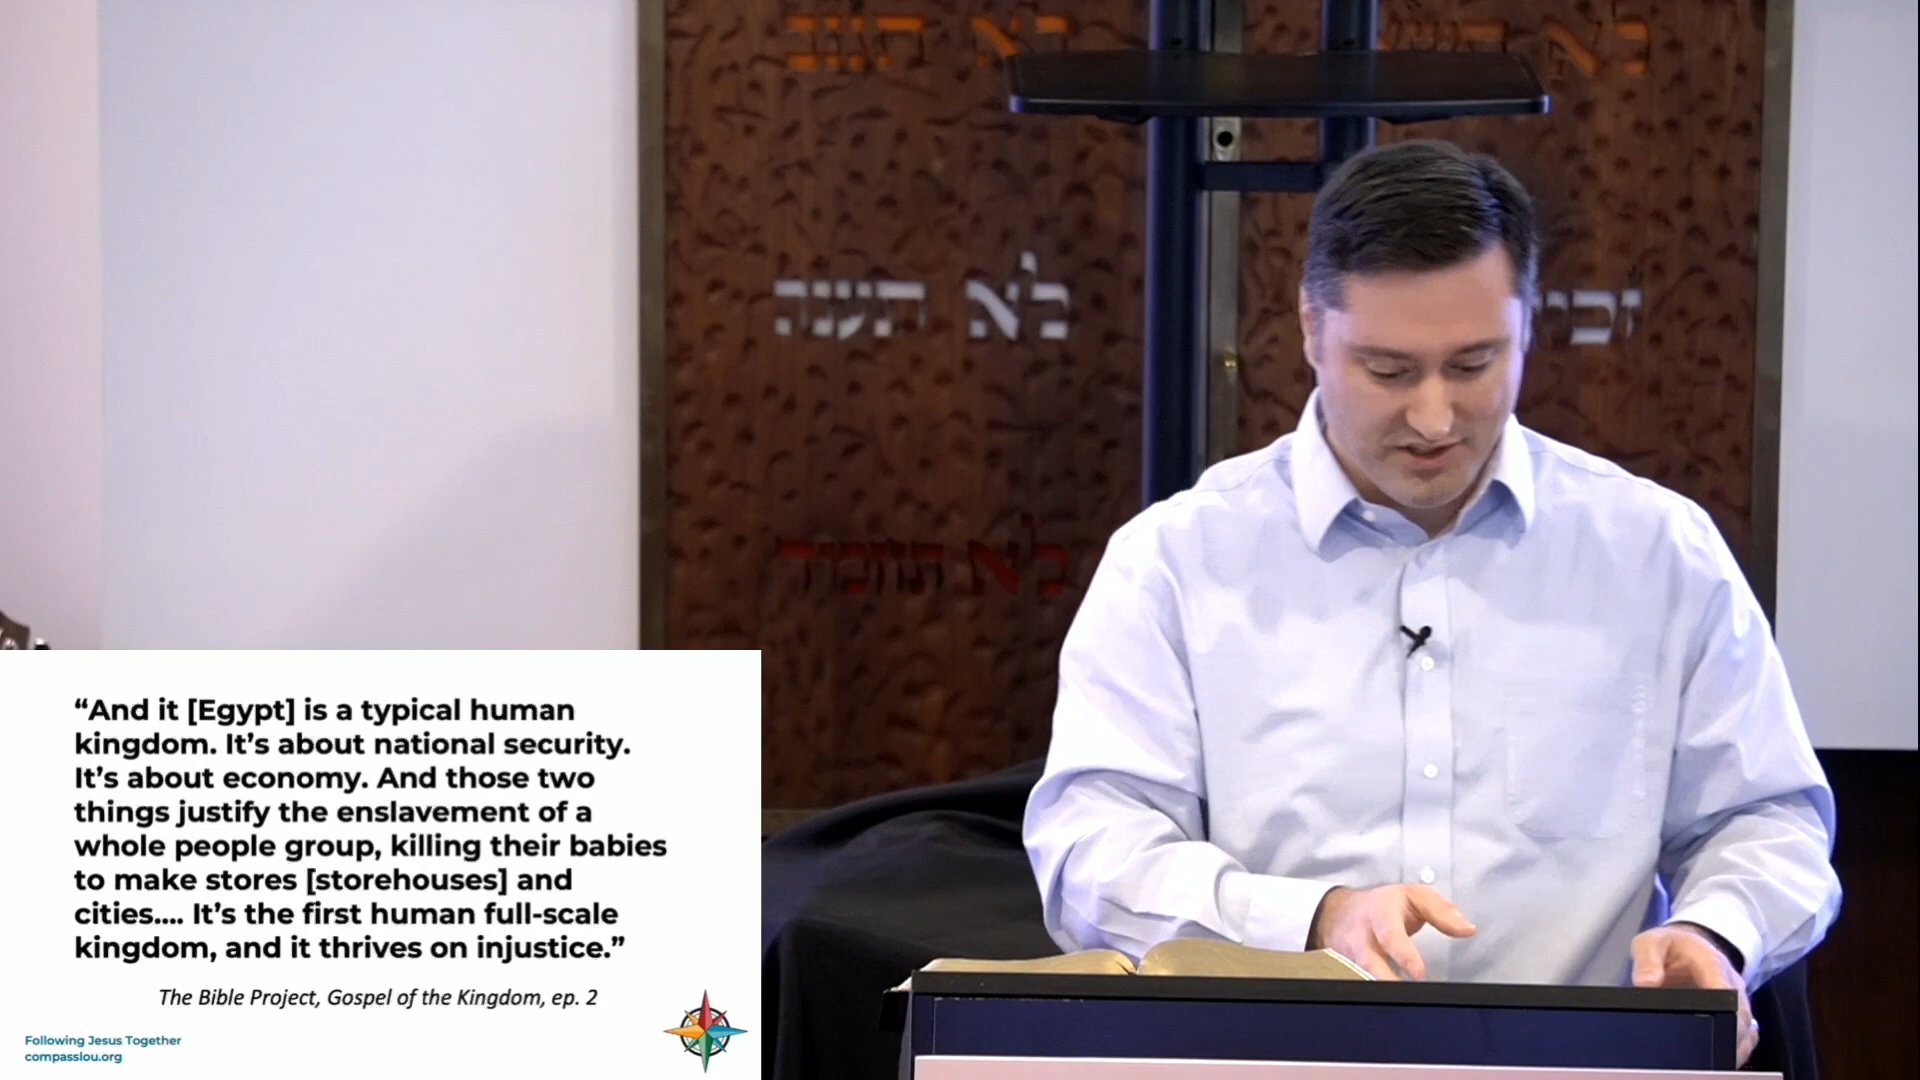 לא תענה
לא תחמוד
“And it [Egypt] is a typical human
kingdom. It’s about national security.
It’s about economy. And those two
things justify the enslavement of a
whole people group, killing their babies
to make stores [storehouses] and
cities.... It’s the first human full-scale
kingdom, and it thrives on injustice.”
The Bible Project, Gospel of the Kingdom, ep. 2
Following Jesus Together
compasslou.org